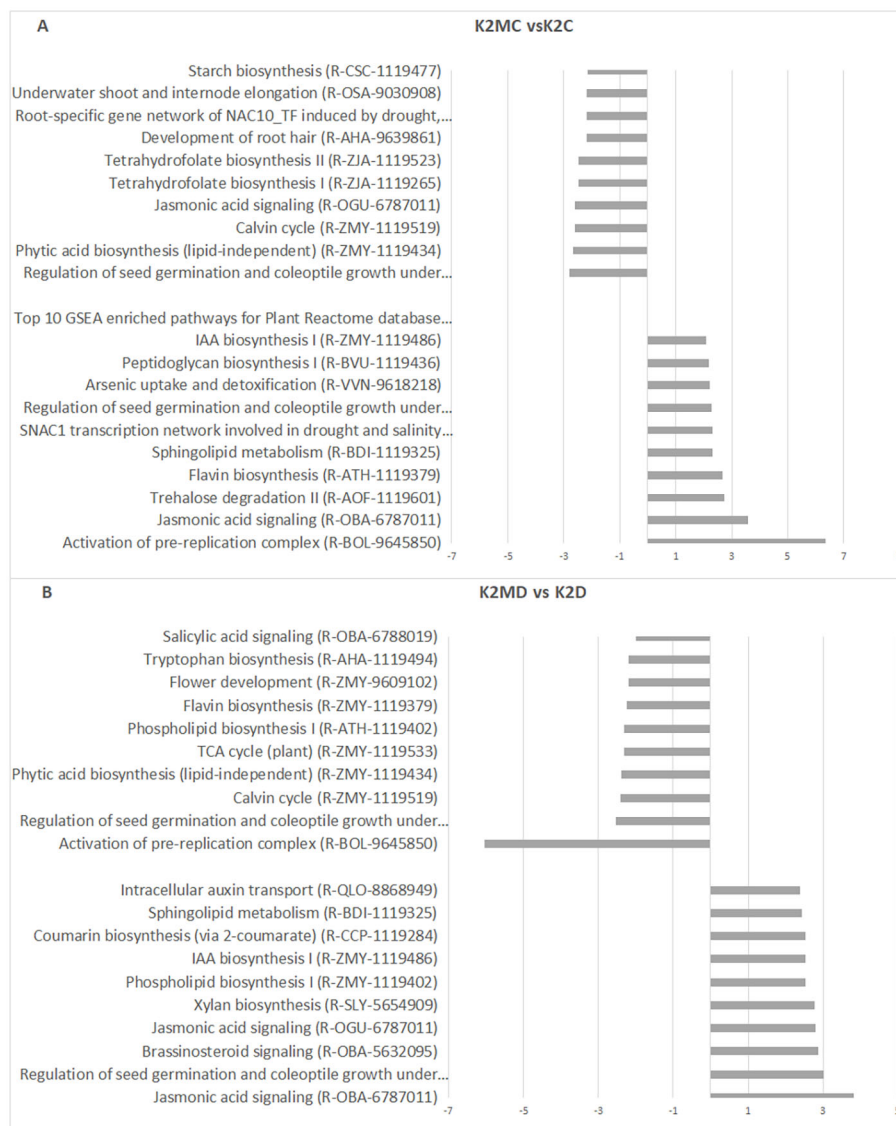 A
K2MC vsK2C
Starch biosynthesis (R-CSC-1119477)
Underwater shoot and internode elongation (R-OSA-9030908)
Root-specific gene network of NAC10_TF induced by drought,...
Development of root hair (R-AHA-9639861)
Tetrahydrofolate biosynthesis II (R-ZJA-1119523)
Tetrahydrofolate biosynthesis I (R-ZJA-1119265)
Jasmonic acid signaling (R-OGU-6787011)
Calvin cycle (R-ZMY-1119519)
Phytic acid biosynthesis (lipid-independent) (R-ZMY-1119434)
Regulation of seed germination and coleoptile growth under...
Top 10 GSEA enriched pathways for Plant Reactome database...
IAA biosynthesis I (R-ZMY-1119486)
Peptidoglycan biosynthesis I (R-BVU-1119436)
Arsenic uptake and detoxification (R-VVN-9618218)
Regulation of seed germination and coleoptile growth under...
SNAC1 transcription network involved in drought and salinity...
Sphingolipid metabolism (R-BDI-1119325)
Flavin biosynthesis (R-ATH-1119379)
Trehalose degradation II (R-AOF-1119601)
Jasmonic acid signaling (R-OBA-6787011)
Activation of pre-replication complex (R-BOL-9645850)
-7 -5 -3 -1 1 3 5 7
B
K2MD vs K2D
Salicylic acid signaling (R-OBA-6788019)
Tryptophan biosynthesis (R-AHA-1119494)
Flower development (R-ZMY-9609102)
Flavin biosynthesis (R-ZMY-1119379)
Phospholipid biosynthesis I (R-ATH-1119402)
TCA cycle (plant) (R-ZMY-1119533)
Phytic acid biosynthesis (lipid-independent) (R-ZMY-1119434)
Calvin cycle (R-ZMY-1119519)
Regulation of seed germination and coleoptile growth under...
Activation of pre-replication complex (R-BOL-9645850)
Intracellular auxin transport (R-QLO-8868949)
Sphingolipid metabolism (R-BDI-1119325)
Coumarin biosynthesis (via 2-coumarate) (R-CCP-1119284)
IAA biosynthesis I (R-ZMY-1119486)
Phospholipid biosynthesis I (R-ZMY-1119402)
Xylan biosynthesis (R-SLY-5654909)
Jasmonic acid signaling (R-OGU-6787011)
Brassinosteroid signaling (R-OBA-5632095)
Regulation of seed germination and coleoptile growth under...
Jasmonic acid signaling (R-OBA-6787011)
-7 -5 -3 -1 1 3